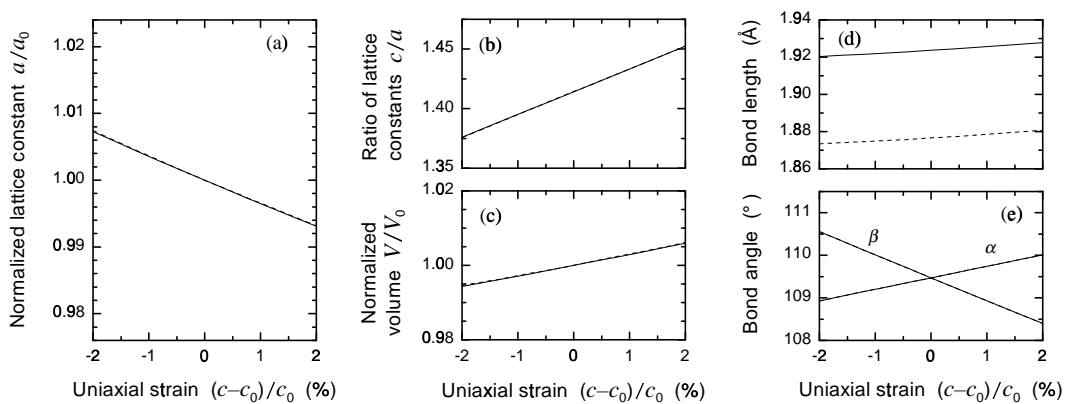 (a)
Normalized lattice constant a/a₀
1.02
1.01
1.00
0.99
0.98
-2
-1
0
1
2
Uniaxial strain (c–c₀)/c₀ (%)
(b)
Ratio of lattice
constants c/a
1.45
1.40
1.35
(c)
Normalized
volume V/V₀
1.02
1.00
0.98
-2
-1
0
1
2
Uniaxial strain (c–c₀)/c₀ (%)
(d)
Bond length (Å)
1.94
1.92
1.90
1.88
1.86
(e)
Bond angle (°)
111
110
109
108
β
α
-2
-1
0
1
2
Uniaxial strain (c–c₀)/c₀ (%)